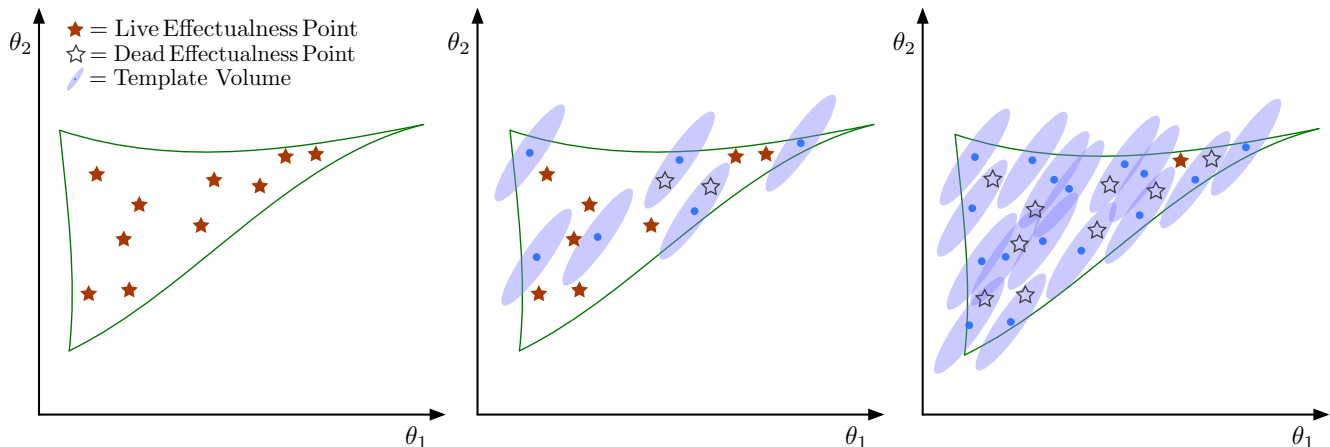 θ₂
= Live Effectualness Point
= Dead Effectualness Point
= Template Volume
θ₁
θ₂
θ₁
θ₂
θ₁